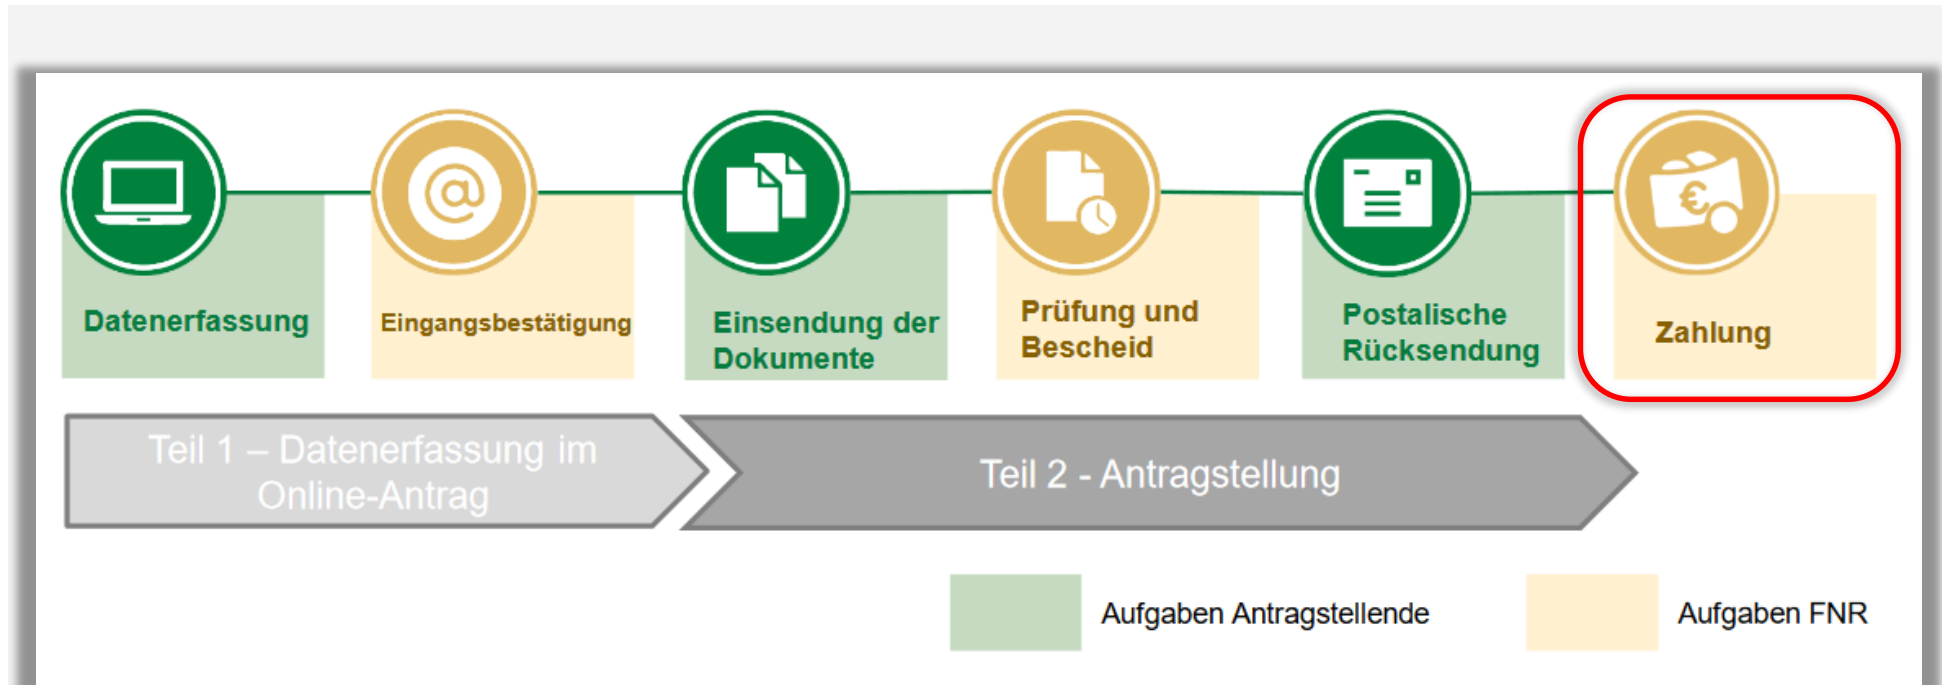 Datenerfassung
Eingangsbestätigung
Einsendung der
Dokumente
Prüfung und
Bescheid
Postalische
Rücksendung
Zahlung
Teil 1 – Datenerfassung im
Online-Antrag
Teil 2 - Antragstellung
Aufgaben Antragstellende
Aufgaben FNR